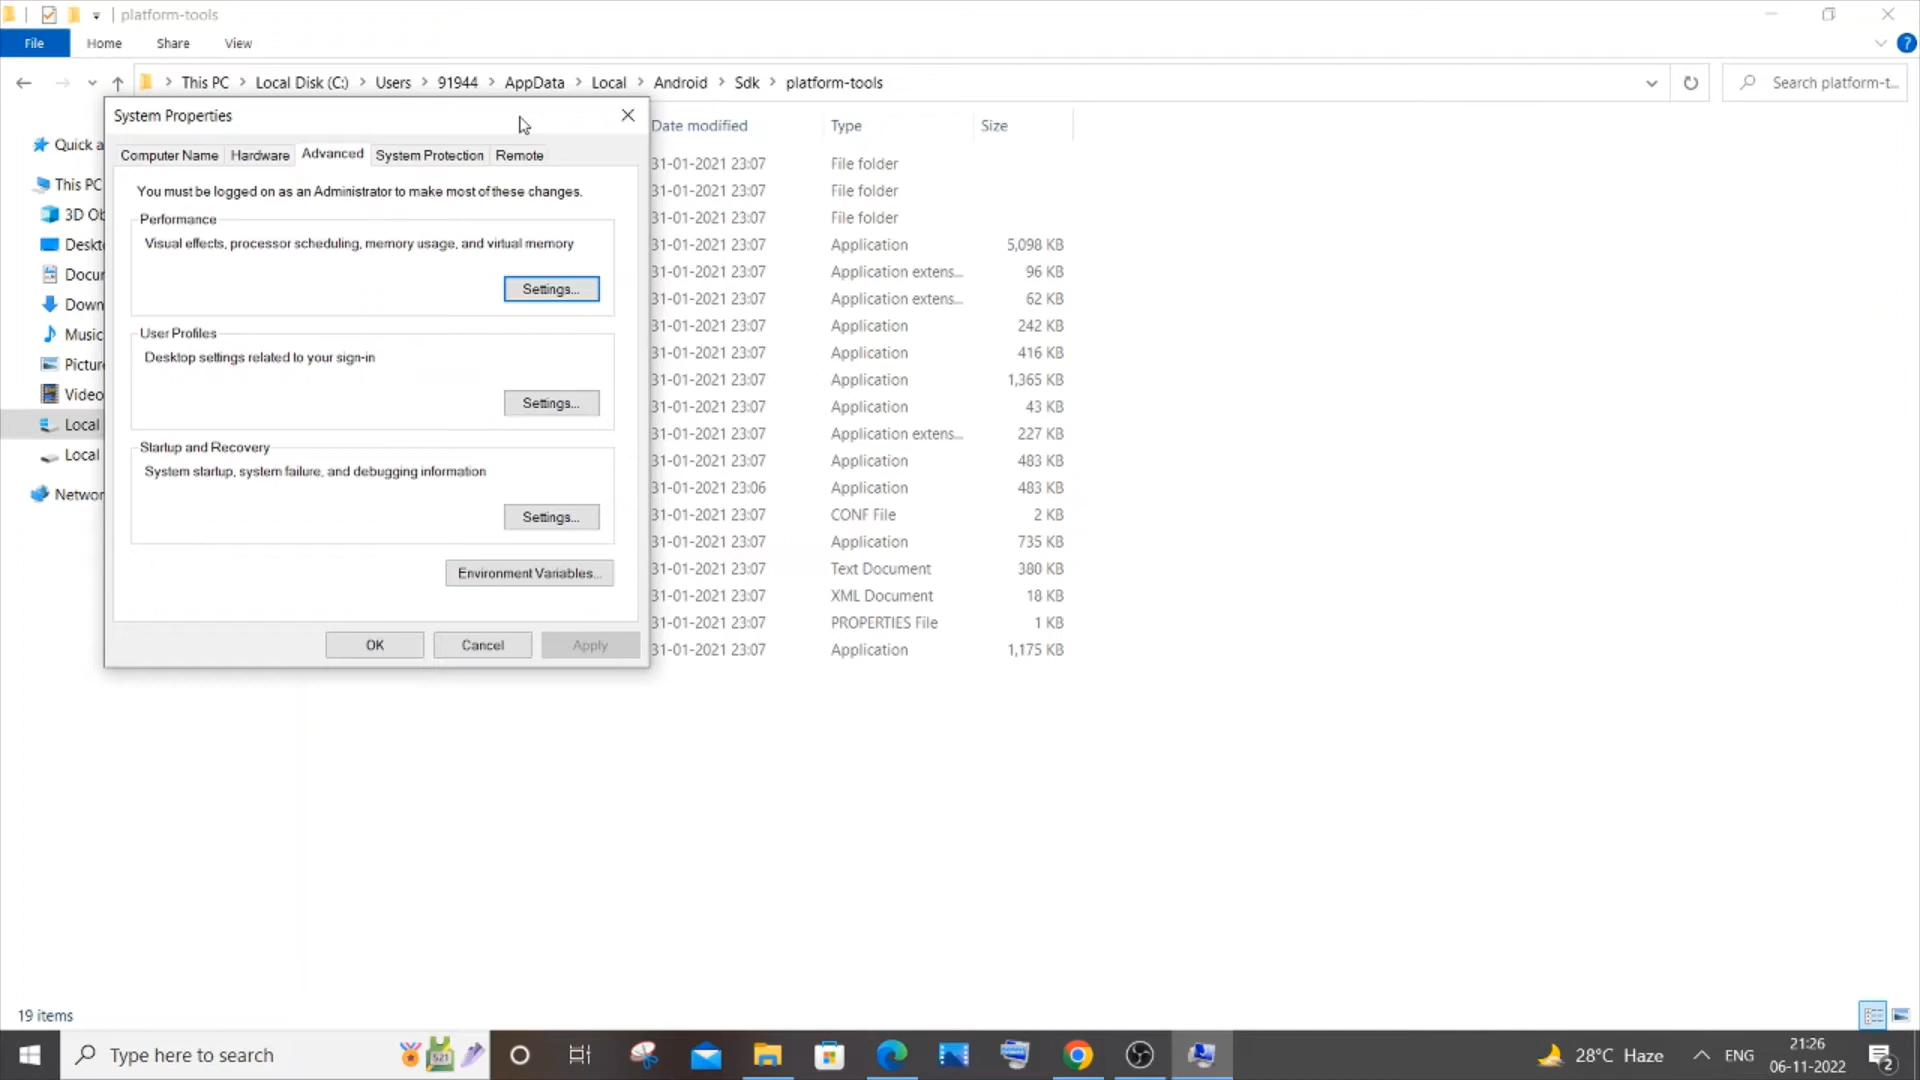 platform-tools
File Home Share View
This PC Local Disk (C:) Users 91944 AppData Local Android Sdk platform-tools
Search platform-t...
System Properties
Computer Name Hardware Advanced System Protection Remote
You must be logged on as an Administrator to make most of these changes.
Performance
Visual effects, processor scheduling, memory usage, and virtual memory
Settings...
User Profiles
Desktop settings related to your sign-in
Settings...
Startup and Recovery
System startup, system failure, and debugging information
Settings...
Environment Variables...
OK Cancel Apply
Quick a
This PC
3D Ob
Deskt
Docur
Down
Music
Picture
Video
Local
Local
Networ
Date modified Type Size
31-01-2021 23:07 File folder
31-01-2021 23:07 File folder
31-01-2021 23:07 File folder
31-01-2021 23:07 Application 5,098 KB
31-01-2021 23:07 Application extens... 96 KB
31-01-2021 23:07 Application extens... 62 KB
31-01-2021 23:07 Application 242 KB
31-01-2021 23:07 Application 416 KB
31-01-2021 23:07 Application 1,365 KB
31-01-2021 23:07 Application 43 KB
31-01-2021 23:07 Application extens... 227 KB
31-01-2021 23:07 Application 483 KB
31-01-2021 23:06 Application 483 KB
31-01-2021 23:07 CONF File 2 KB
31-01-2021 23:07 Application 735 KB
31-01-2021 23:07 Text Document 380 KB
31-01-2021 23:07 XML Document 18 KB
31-01-2021 23:07 PROPERTIES File 1 KB
31-01-2021 23:07 Application 1,175 KB
19 items
Type here to search
521
28°C Haze
ENG
21:26
06-11-2022
2